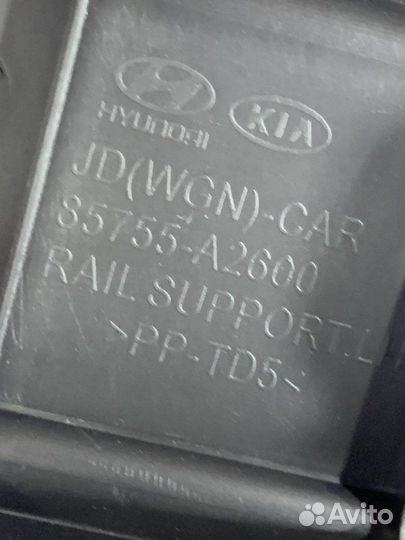 HYUNDAI KIA
JD(WGN)-CAR
85755-A2600
RAIL SUPPORT.L
>PP-TD5<
Avito